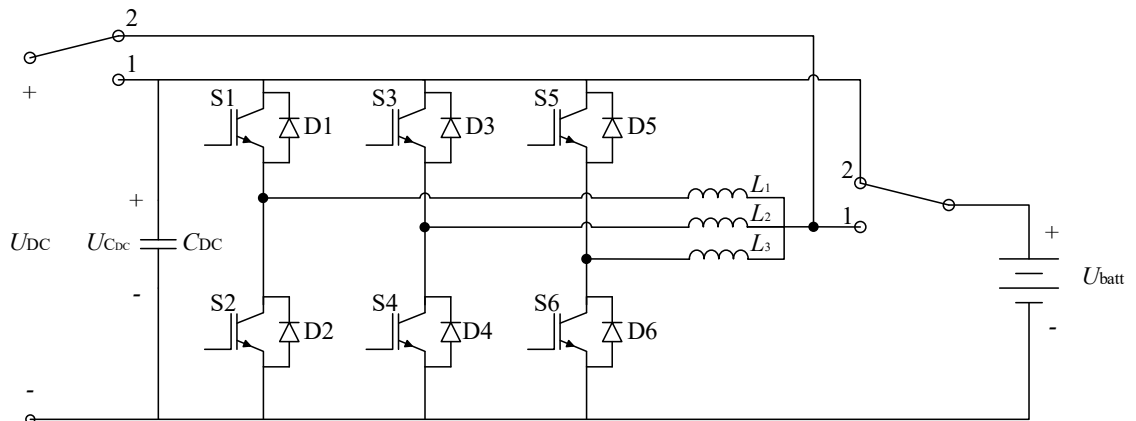 2
1
+
S1
D1
S3
D3
S5
D5
L1
2
+
L2
1
UDC
UCDC
CDC
L3
+
Ubatt
-
S2
D2
S4
D4
S6
D6
-
-